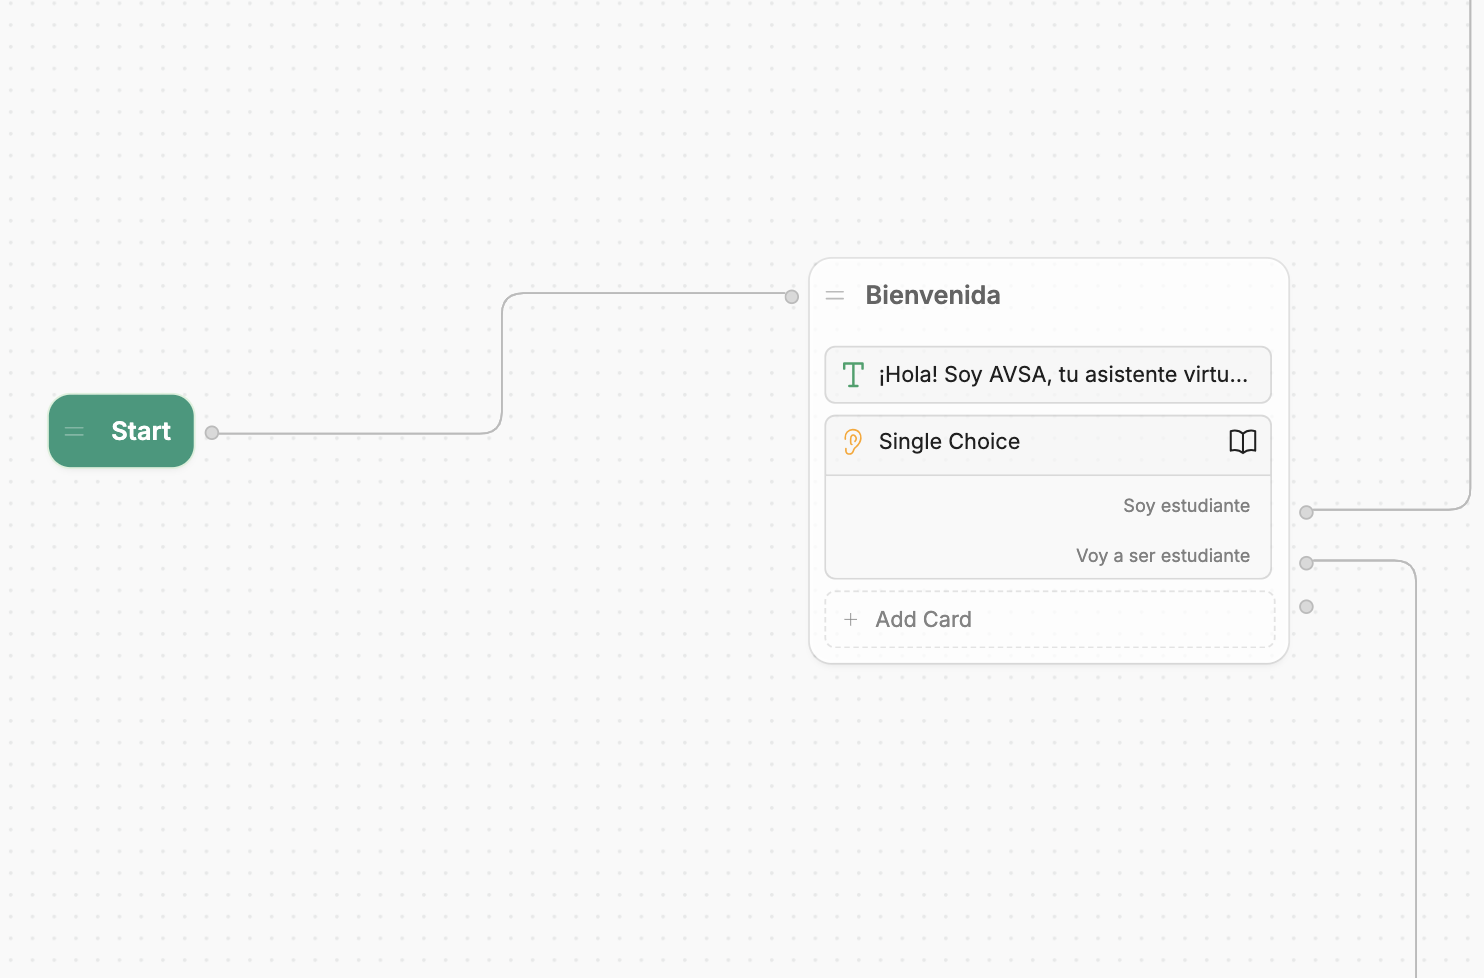 Start
Bienvenida
¡Hola! Soy AVSA, tu asistente virtu...
Single Choice
Soy estudiante
Voy a ser estudiante
+ Add Card